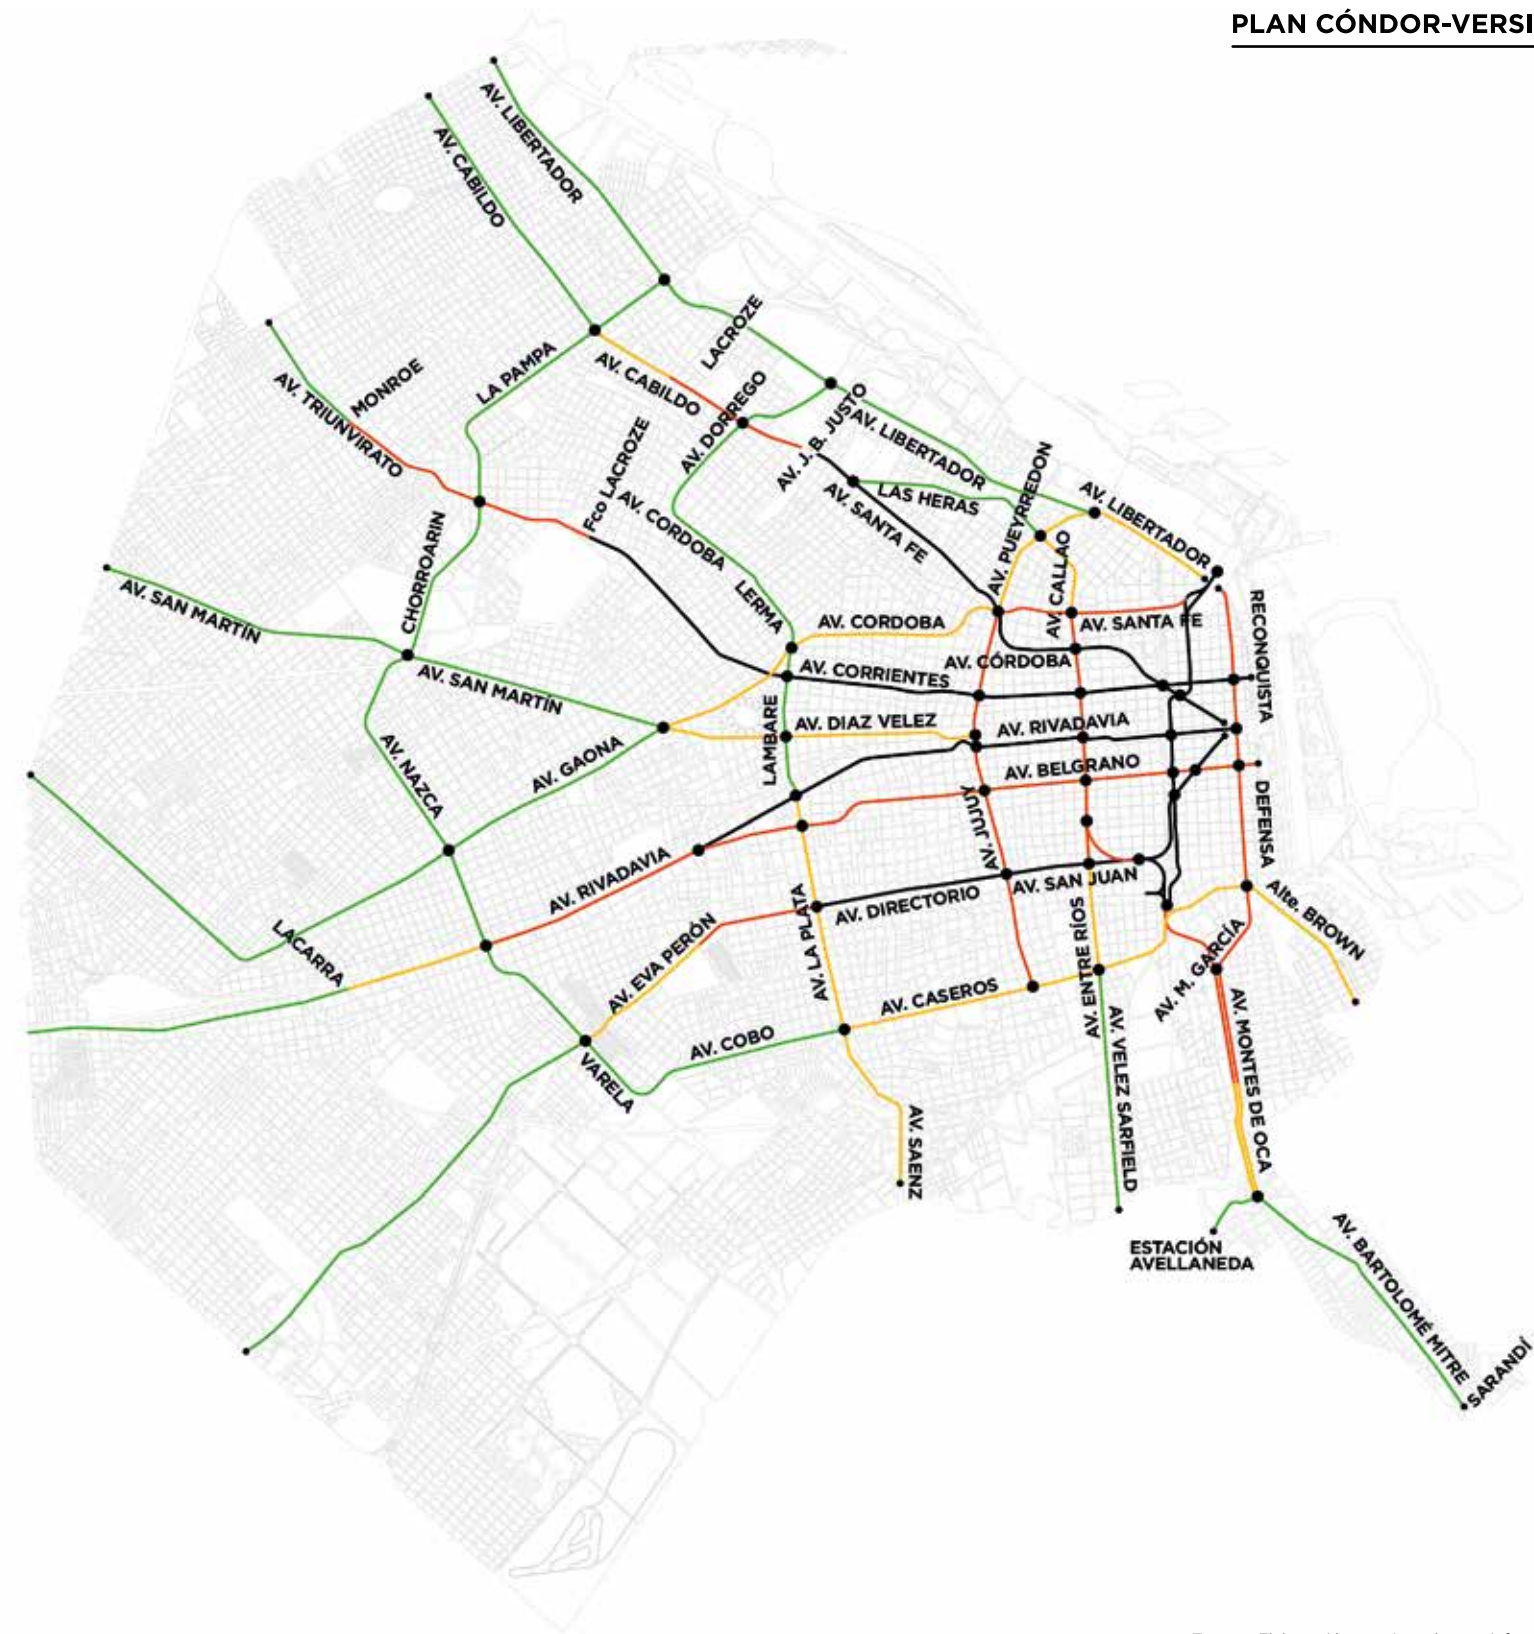 PLAN CÓNDOR-VERSI
AV. LIBERTADOR
AV. CABILDO
LACROZE
MONROE
LA PAMPA
AV. CABILDO
AV. TRIUNVIRATO
AV. DORREGO
AV. J. B. JUSTO
AV. LIBERTADOR
Fco LACROZE
AV. PUEYRREDON
LAS HERAS
AV. LIBERTADOR
AV. CORDOBA
AV. SANTA FE
CHORROARIN
AV. CALLAO
AV. SAN MARTÍN
LERMA
AV. CORDOBA
AV. SANTA FE
RECONQUISTA
AV. CORRIENTES
AV. CÓRDOBA
AV. SAN MARTÍN
LAMBARE
AV. DIAZ VELEZ
AV. RIVADAVIA
AV. NAZCA
AV. GAONA
AV. BELGRANO
DEFENSA
AV. JUJUY
AV. RIVADAVIA
AV. SAN JUAN
AV. DIRECTORIO
Alte. BROWN
LACARRA
AV. EVA PERÓN
AV. LA PLATA
AV. ENTRE RÍOS
AV. M. GARCÍA
AV. CASEROS
AV. COBO
AV. MONTES DE OCA
VARELA
AV. VELEZ SARFIELD
AV. SAENZ
ESTACIÓN
AVELLANEDA
AV. BARTOLOMÉ MITRE
SARANDÍ